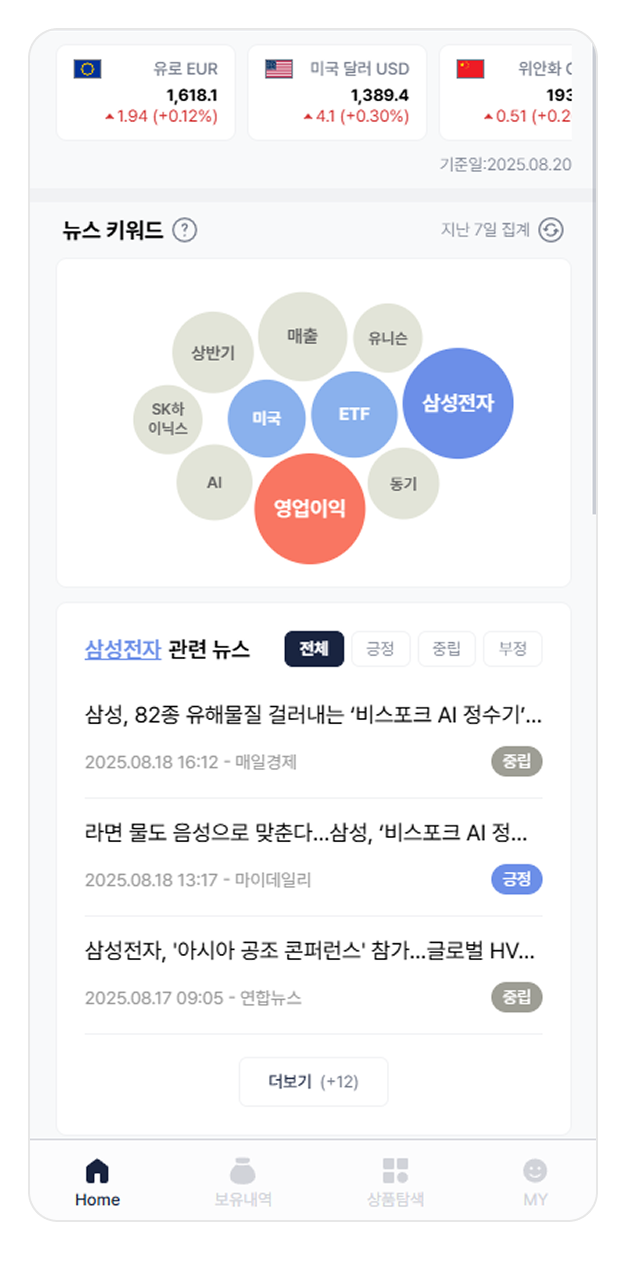 유로 EUR
1,618.1
▲1.94 (+0.12%)
미국 달러 USD
1,389.4
▲4.1 (+0.30%)
위안화
193
▲0.51 (+0.2
기준일:2025.08.20
뉴스 키워드 ?
지난 7일 집계
상반기
매출
유니슨
삼성전자
SK하
이닉스
미국
ETF
AI
영업이익
동기
삼성전자 관련 뉴스
전체
긍정
중립
부정
삼성, 82종 유해물질 걸러내는 ‘비스포크 AI 정수기’...
2025.08.18 16:12 - 매일경제
중립
라면 물도 음성으로 맞춘다...삼성, ‘비스포크 AI 정...
2025.08.18 13:17 - 마이데일리
긍정
삼성전자, '아시아 공조 콘퍼런스' 참가...글로벌 HV...
2025.08.17 09:05 - 연합뉴스
중립
더보기 (+12)
Home
보유내역
상품탐색
MY